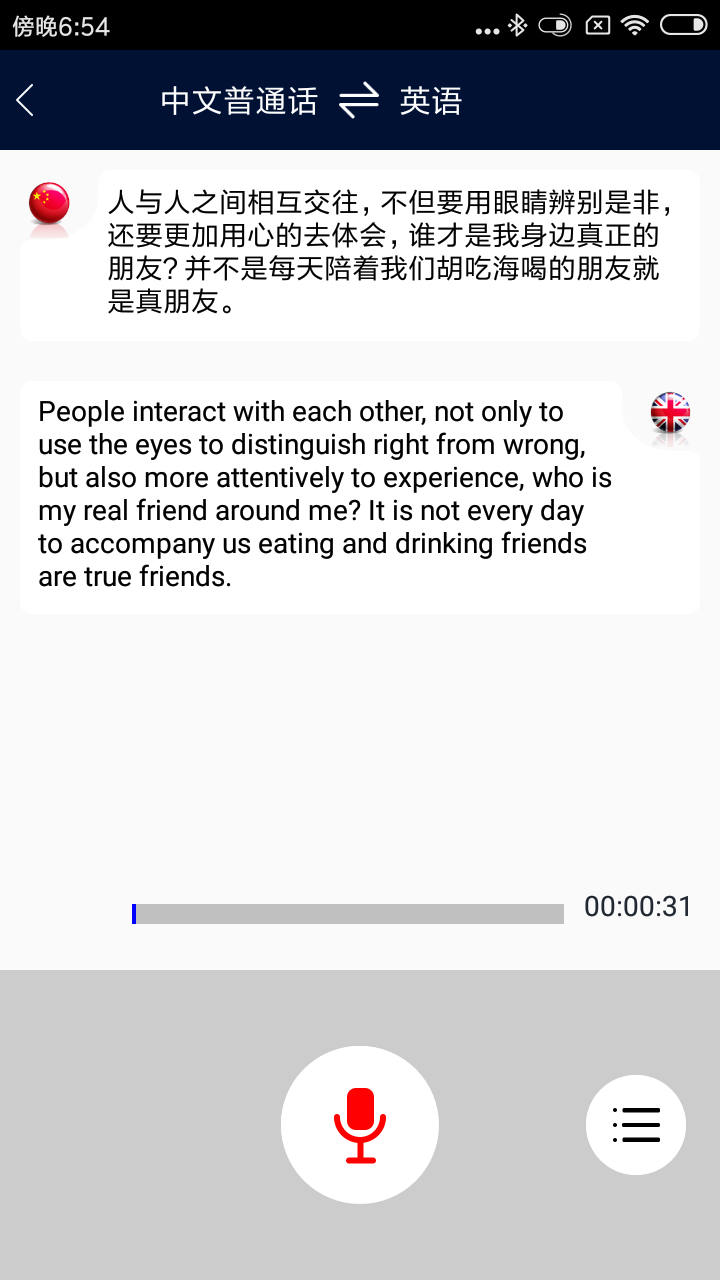 傍晚6:54
中文普通话 英语
人与人之间相互交往，不但要用眼睛辨别是非，
还要更加用心的去体会，谁才是我身边真正的
朋友？并不是每天陪着我们胡吃海喝的朋友就
是真朋友。
People interact with each other, not only to
use the eyes to distinguish right from wrong,
but also more attentively to experience, who is
my real friend around me? It is not every day
to accompany us eating and drinking friends
are true friends.
00:00:31